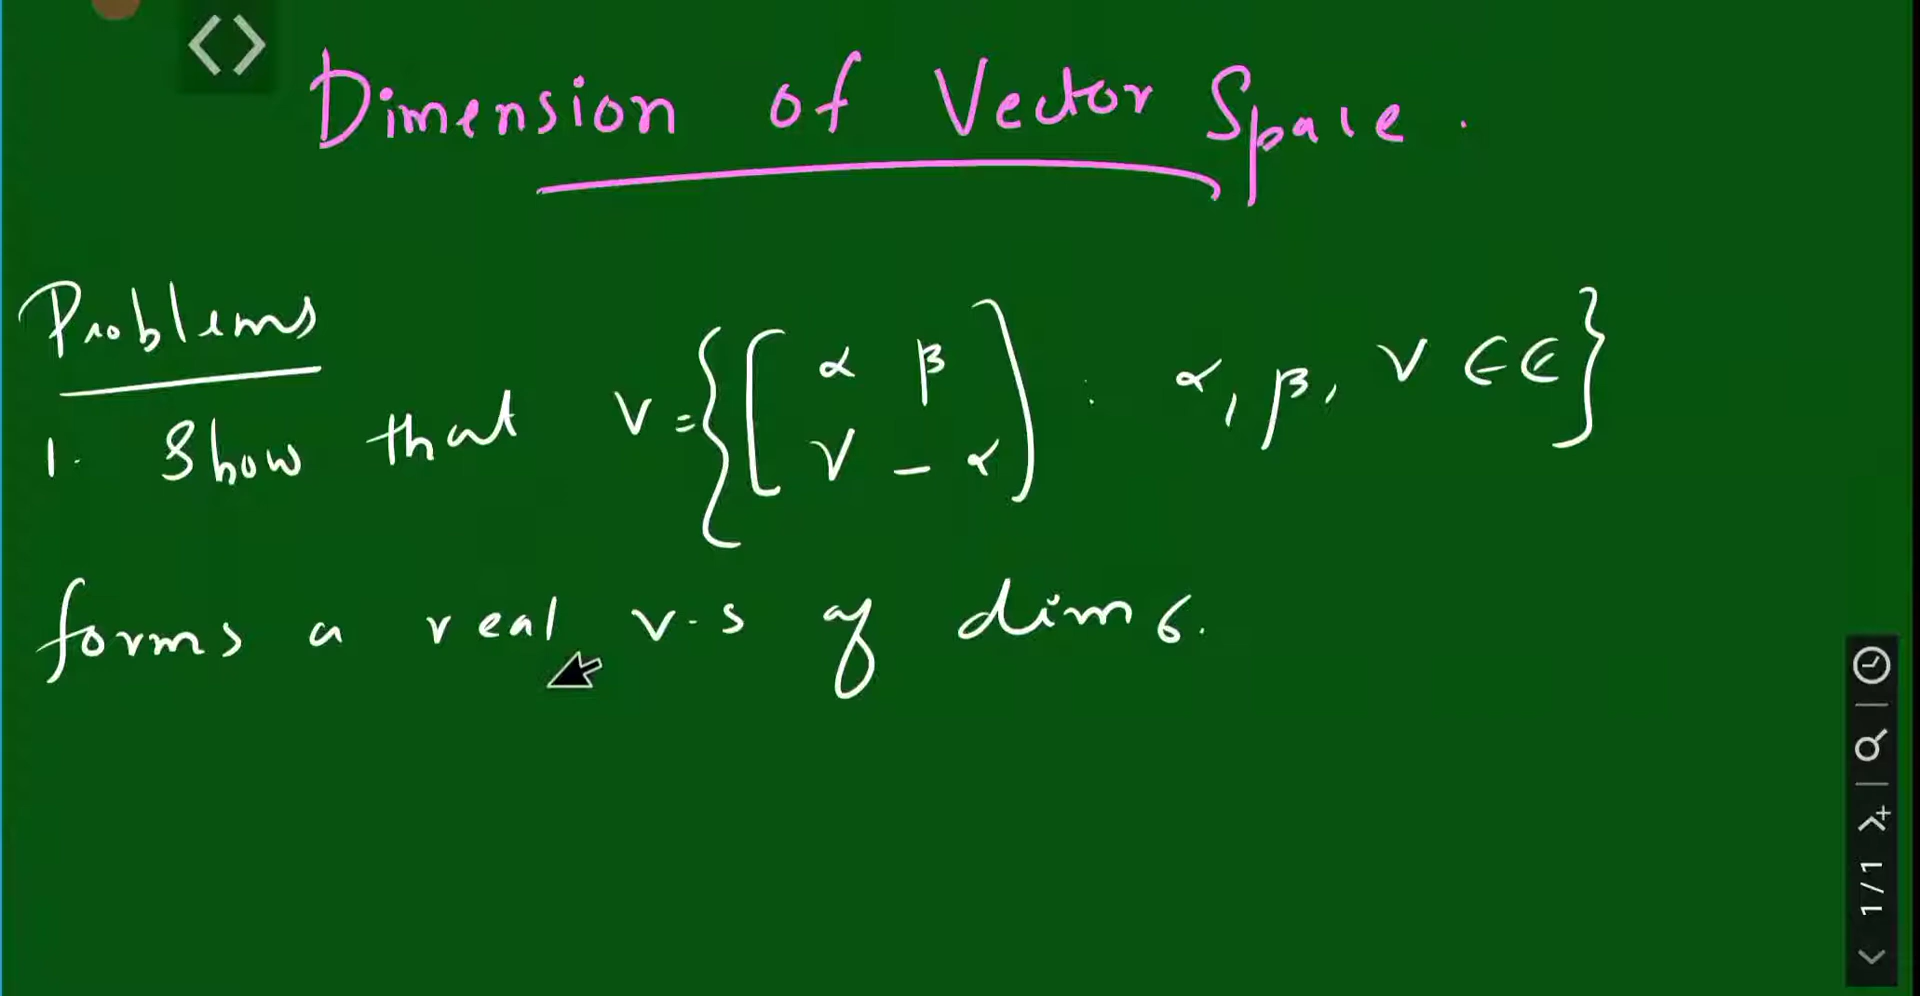 Dimension of Vector Space.
Problems
1. Show that V = { [ α β
γ - α ] : α, β, γ ∈ ℂ }
forms a real v.s of dim 6.
< 1/1 >+